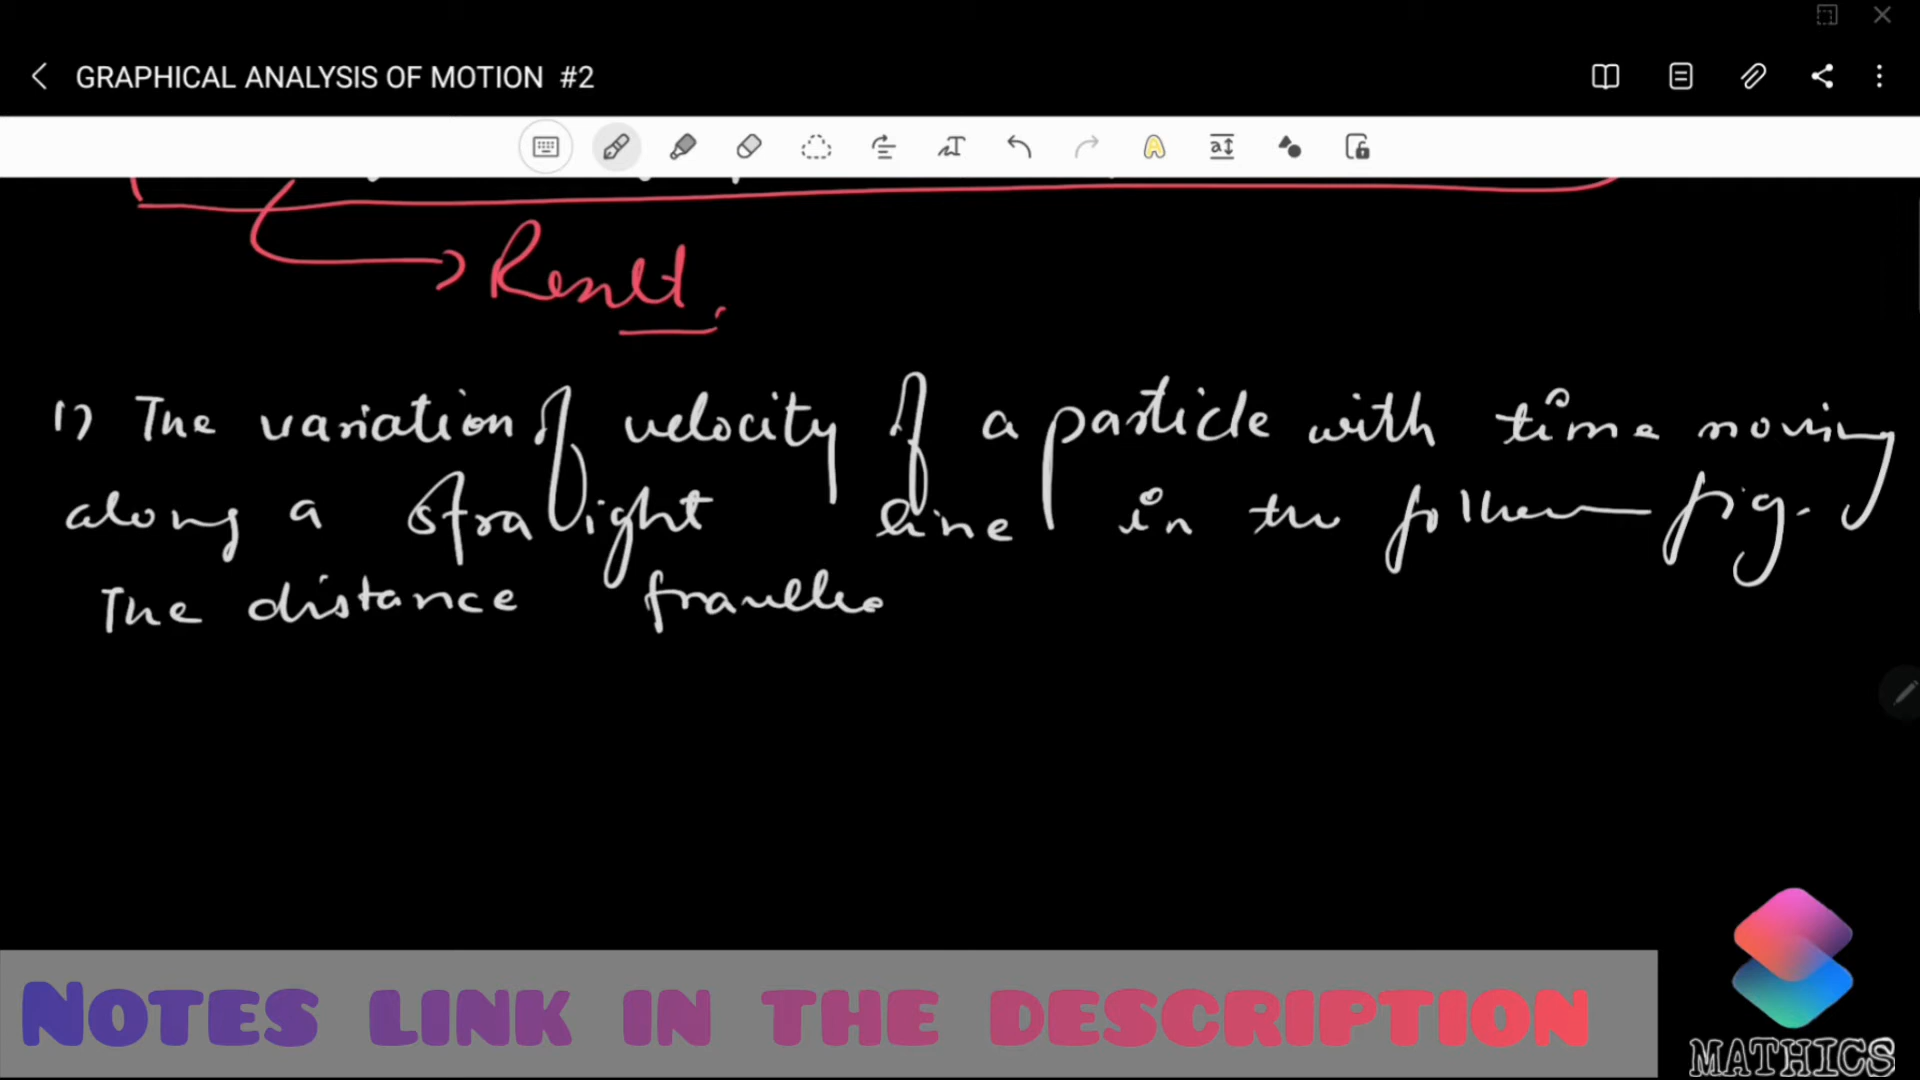 GRAPHICAL ANALYSIS OF MOTION #2
Result.
1) The variation of velocity of a particle with time moving
along a straight line in the follow fig.
The distance travelle
NOTES LINK IN THE DESCRIPTION
MATHICS